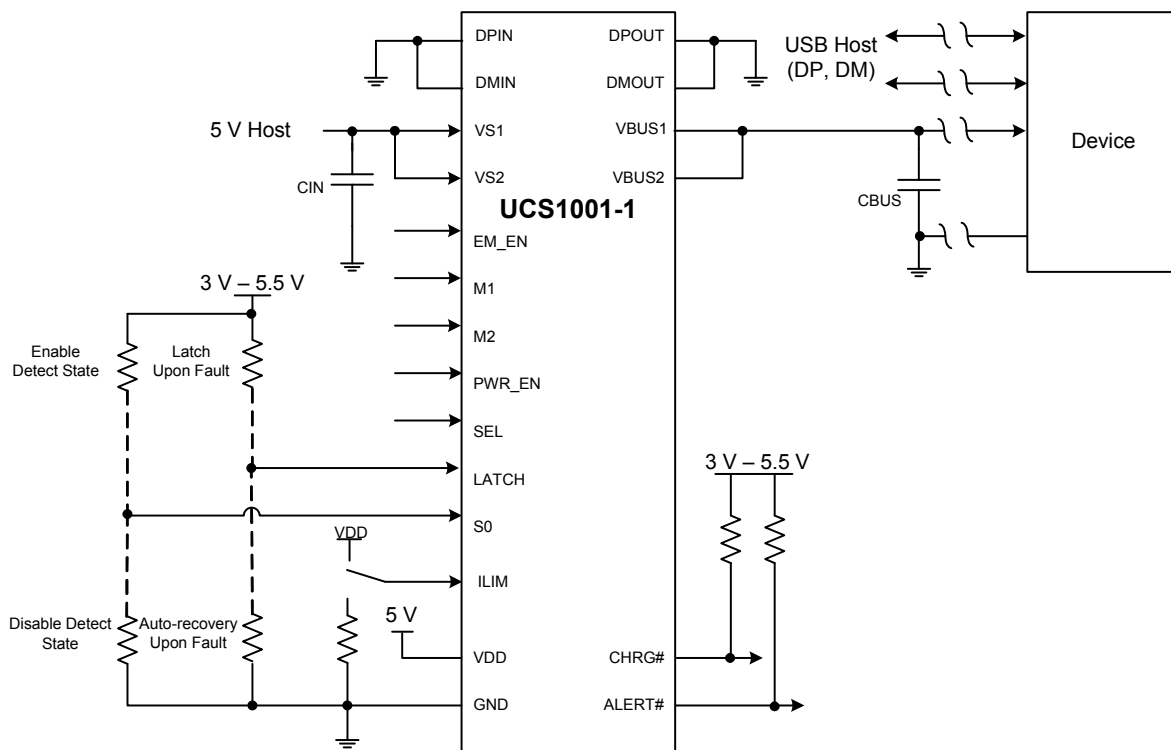 DPIN
DPOUT
USB Host
(DP, DM)
DMIN
DMOUT
5 V Host
VS1
VBUS1
Device
CIN
VS2
VBUS2
CBUS
UCS1001-1
EM_EN
3 V – 5.5 V
M1
M2
Enable
Detect State
Latch
Upon Fault
PWR_EN
SEL
3 V – 5.5 V
LATCH
S0
VDD
ILIM
Disable Detect
State
Auto-recovery
Upon Fault
5 V
VDD
CHRG#
GND
ALERT#